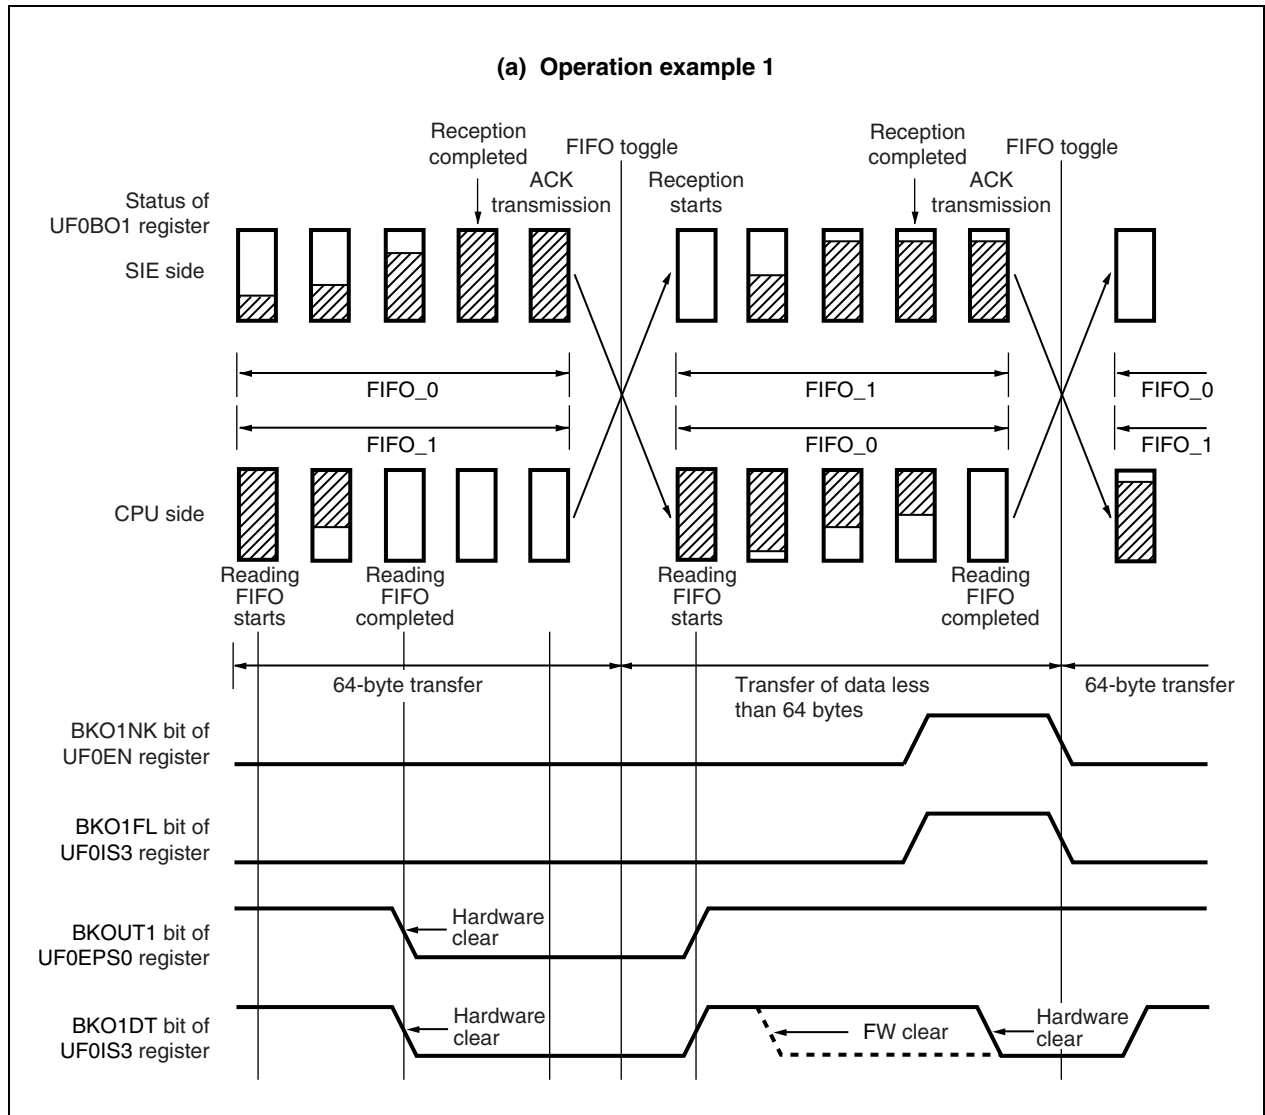 (a) Operation example 1
Reception
completed
FIFO toggle
Reception
completed
FIFO toggle
ACK
transmission
Reception
starts
ACK
transmission
Status of
UF0BO1 register
SIE side
FIFO_0
FIFO_1
FIFO_0
FIFO_1
FIFO_0
FIFO_1
CPU side
Reading
FIFO
starts
Reading
FIFO
completed
Reading
FIFO
starts
Reading
FIFO
completed
64-byte transfer
Transfer of data less
than 64 bytes
64-byte transfer
BKO1NK bit of
UF0EN register
BKO1FL bit of
UF0IS3 register
BKOUT1 bit of
UF0EPS0 register
Hardware
clear
BKO1DT bit of
UF0IS3 register
Hardware
clear
FW clear
Hardware
clear